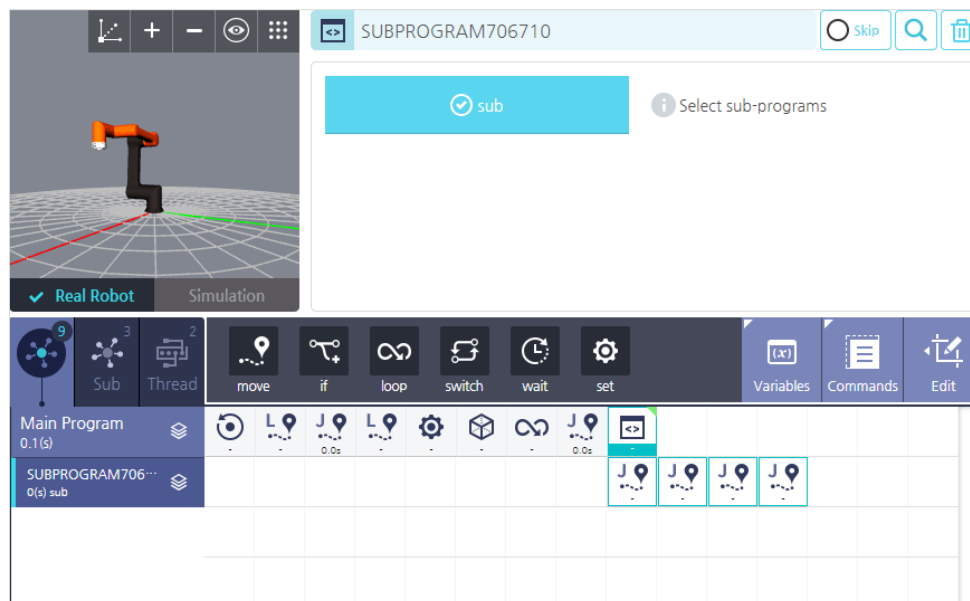 SUBPROGRAM706710
Skip
sub
Select sub-programs
Real Robot
Simulation
9
3
2
Sub
Thread
move
if
loop
switch
wait
set
(x)
Variables
Commands
Edit
Main Program
0.1(s)
L
J
L
J
- - 0.0s - - - - 0.0s -
SUBPROGRAM706...
0(s) sub
J
J
J
J
- - - -